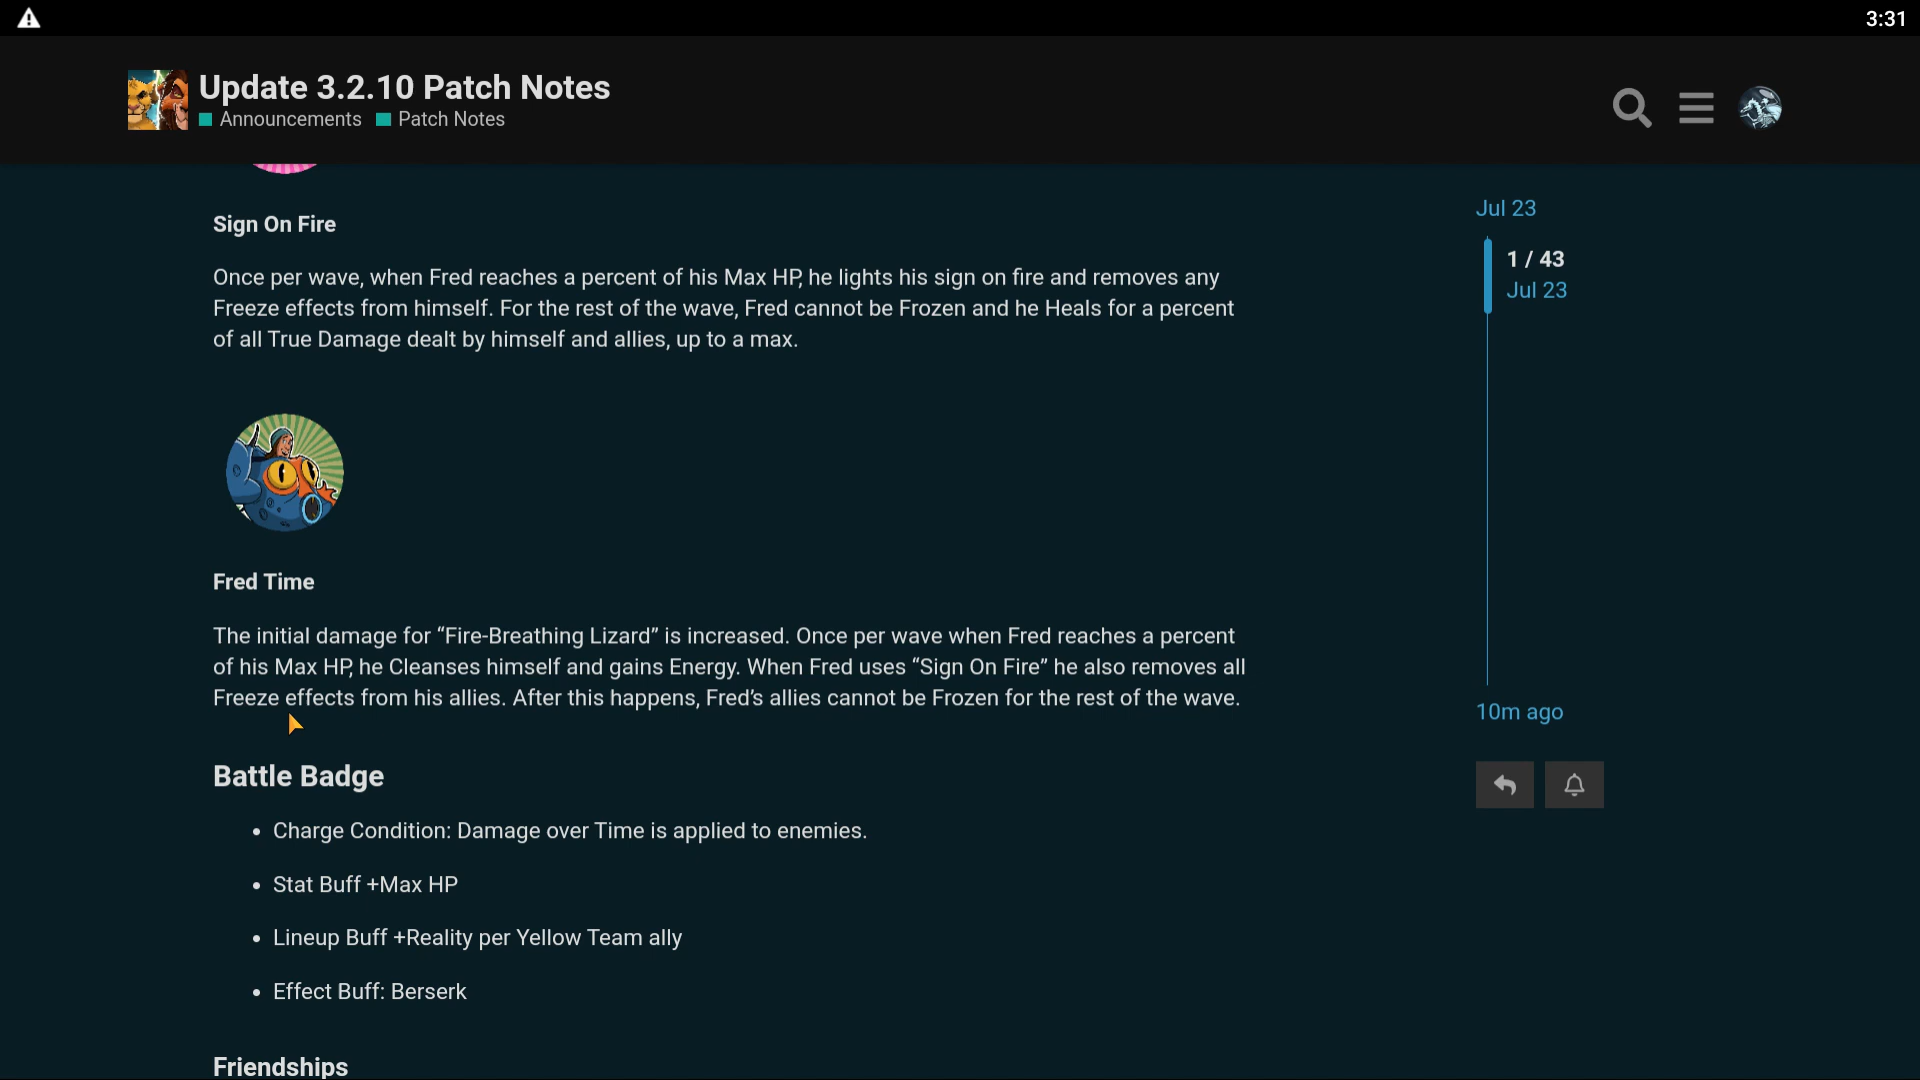 3:31
Update 3.2.10 Patch Notes
Announcements Patch Notes
Sign On Fire
Once per wave, when Fred reaches a percent of his Max HP, he lights his sign on fire and removes any
Freeze effects from himself. For the rest of the wave, Fred cannot be Frozen and he Heals for a percent
of all True Damage dealt by himself and allies, up to a max.
Fred Time
The initial damage for “Fire-Breathing Lizard” is increased. Once per wave when Fred reaches a percent
of his Max HP, he Cleanses himself and gains Energy. When Fred uses “Sign On Fire” he also removes all
Freeze effects from his allies. After this happens, Fred’s allies cannot be Frozen for the rest of the wave.
Battle Badge
• Charge Condition: Damage over Time is applied to enemies.
• Stat Buff +Max HP
• Lineup Buff +Reality per Yellow Team ally
• Effect Buff: Berserk
Friendships
Jul 23
1 / 43
Jul 23
10m ago